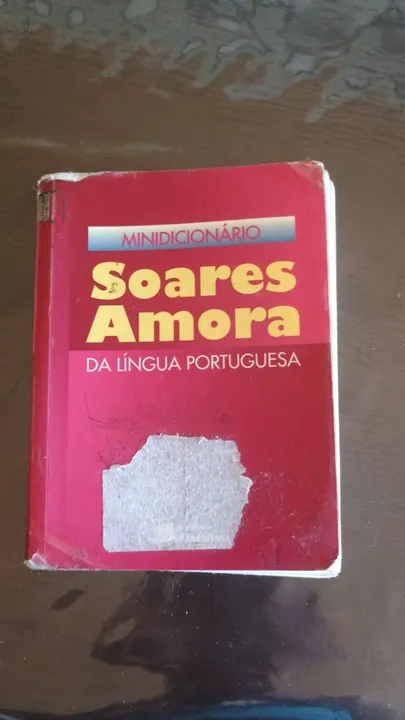 MINIDICIONÁRIO
Soares
Amora
DA LÍNGUA PORTUGUESA